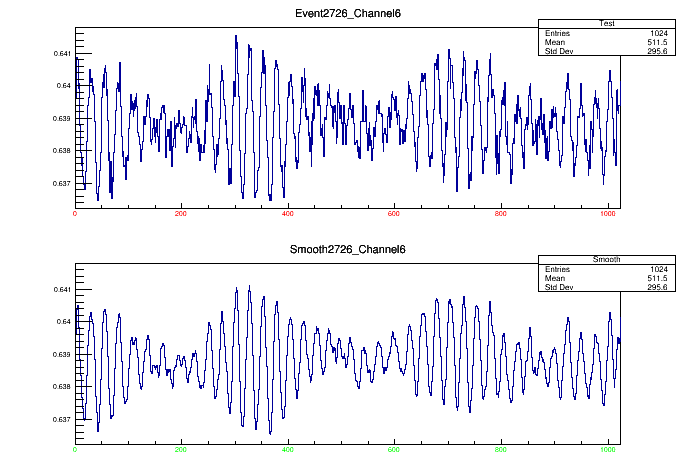 Event2726_Channel6
Test
Entries 1024
Mean 511.5
Std Dev 295.6
0.641
0.64
0.639
0.638
0.637
0 200 400 600 800 1000
Smooth2726_Channel6
Smooth
Entries 1024
Mean 511.5
Std Dev 295.6
0.641
0.64
0.639
0.638
0.637
0 200 400 600 800 1000